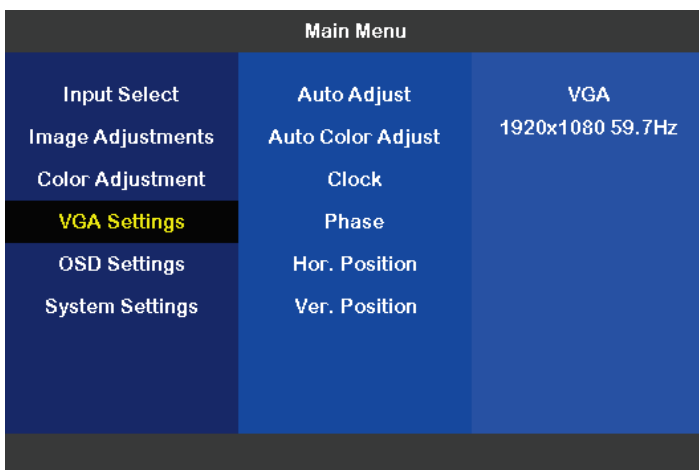 Main Menu
Input Select
Image Adjustments
Color Adjustment
VGA Settings
OSD Settings
System Settings
Auto Adjust
Auto Color Adjust
Clock
Phase
Hor. Position
Ver. Position
VGA
1920x1080 59.7Hz